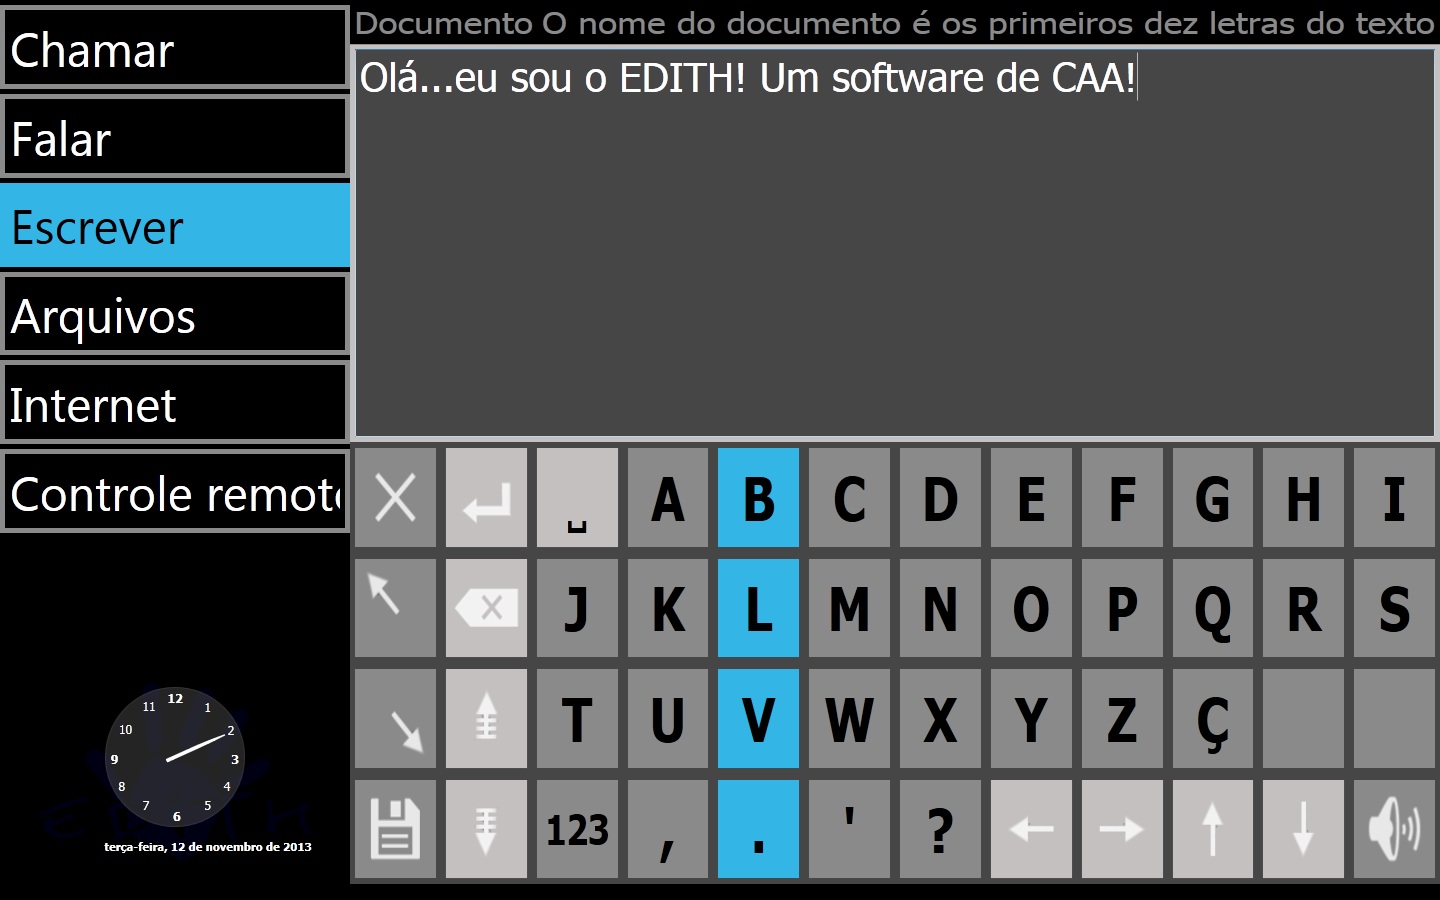 Chamar
Falar
Escrever
Arquivos
Internet
Controle remot
Documento O nome do documento é os primeiros dez letras do texto
Olá...eu sou o EDITH! Um software de CAA!
␣ A B C D E F G H I
J K L M N O P Q R S
T U V W X Y Z Ç
123 , . ' ?
12
11 1
10 2
9 3
8 4
7 5
6
EDITH
terça-feira, 12 de novembro de 2013